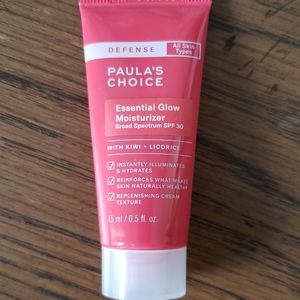 DEFENSE
All Skin
Types
PAULA'S
CHOICE
Essential Glow
Moisturizer
Broad Spectrum SPF 30
WITH KIWI + LICORICE
INSTANTLY ILLUMINATES
& HYDRATES
REINFORCES WHAT MAKES
SKIN NATURALLY HEALTHY
REPLENISHING CREAM
TEXTURE
15 ml / 0.5 fl. oz.